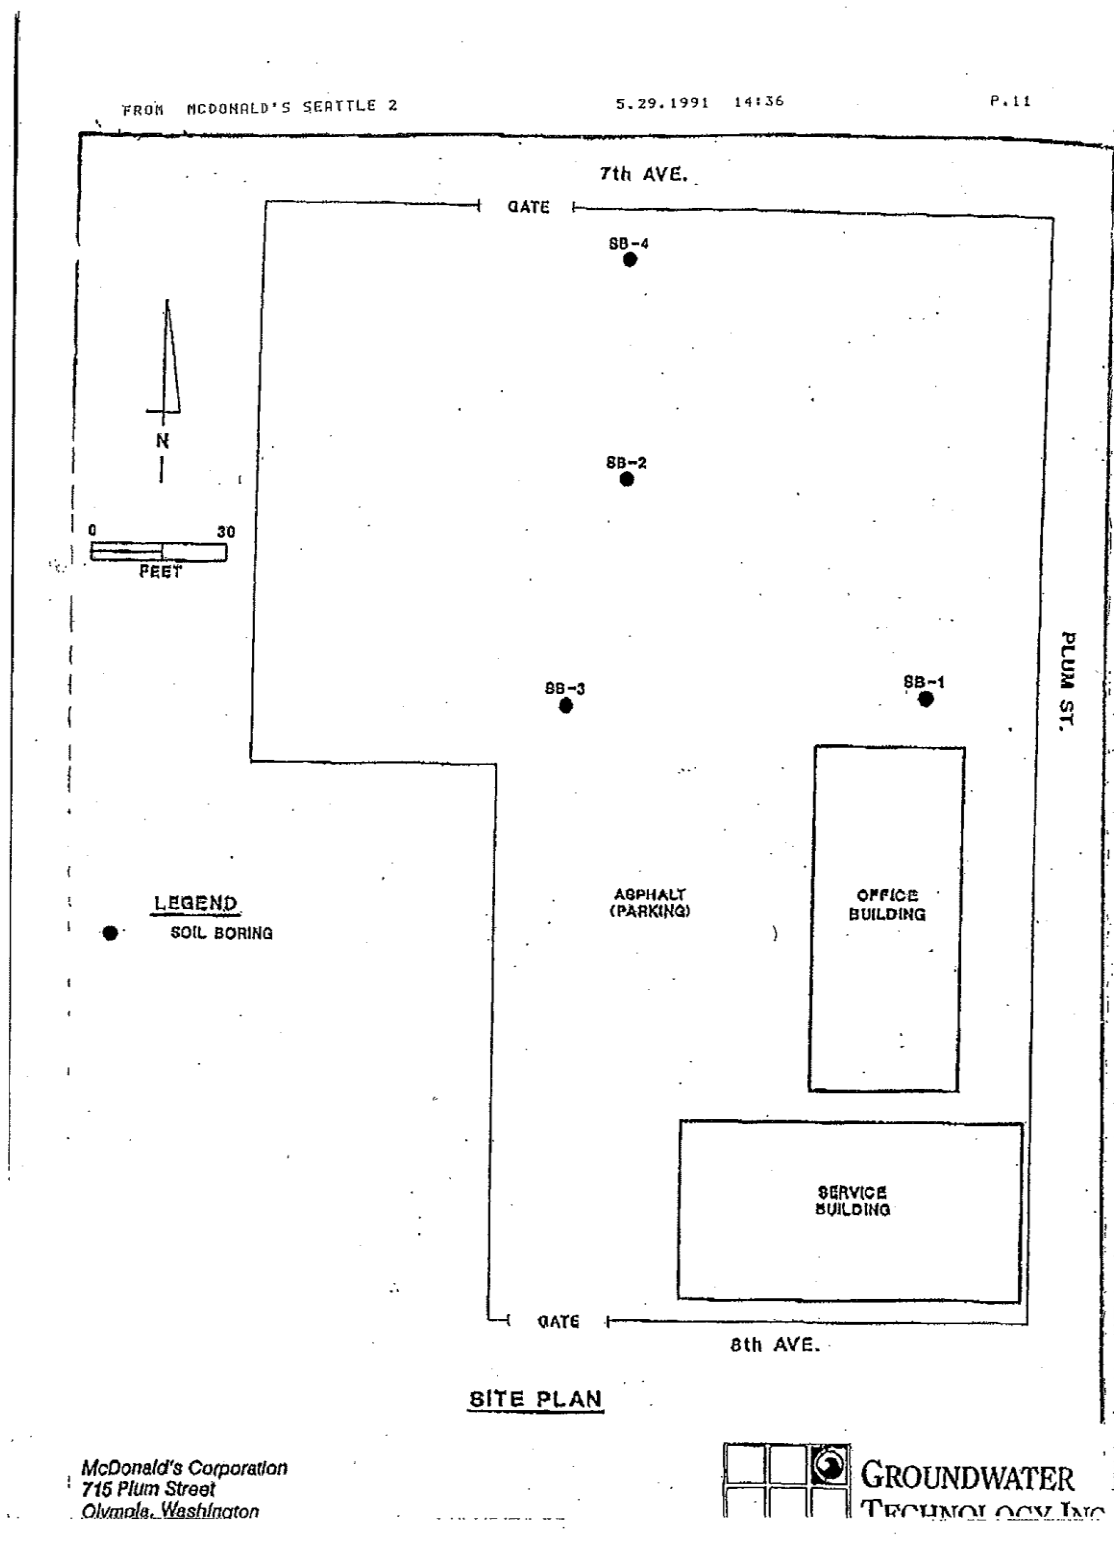 FROM MCDONALD'S SEATTLE 2 5.29.1991 14:36 P.11
7th AVE.
GATE
SB-4
N
SB-2
0 30
FEET
PLUM ST.
SB-3
SB-1
ASPHALT
(PARKING)
OFFICE
BUILDING
LEGEND
SOIL BORING
SERVICE
BUILDING
GATE
8th AVE.
SITE PLAN
McDonald's Corporation
715 Plum Street
Olympia, Washington
GROUNDWATER
TECHNOLOGY, INC.